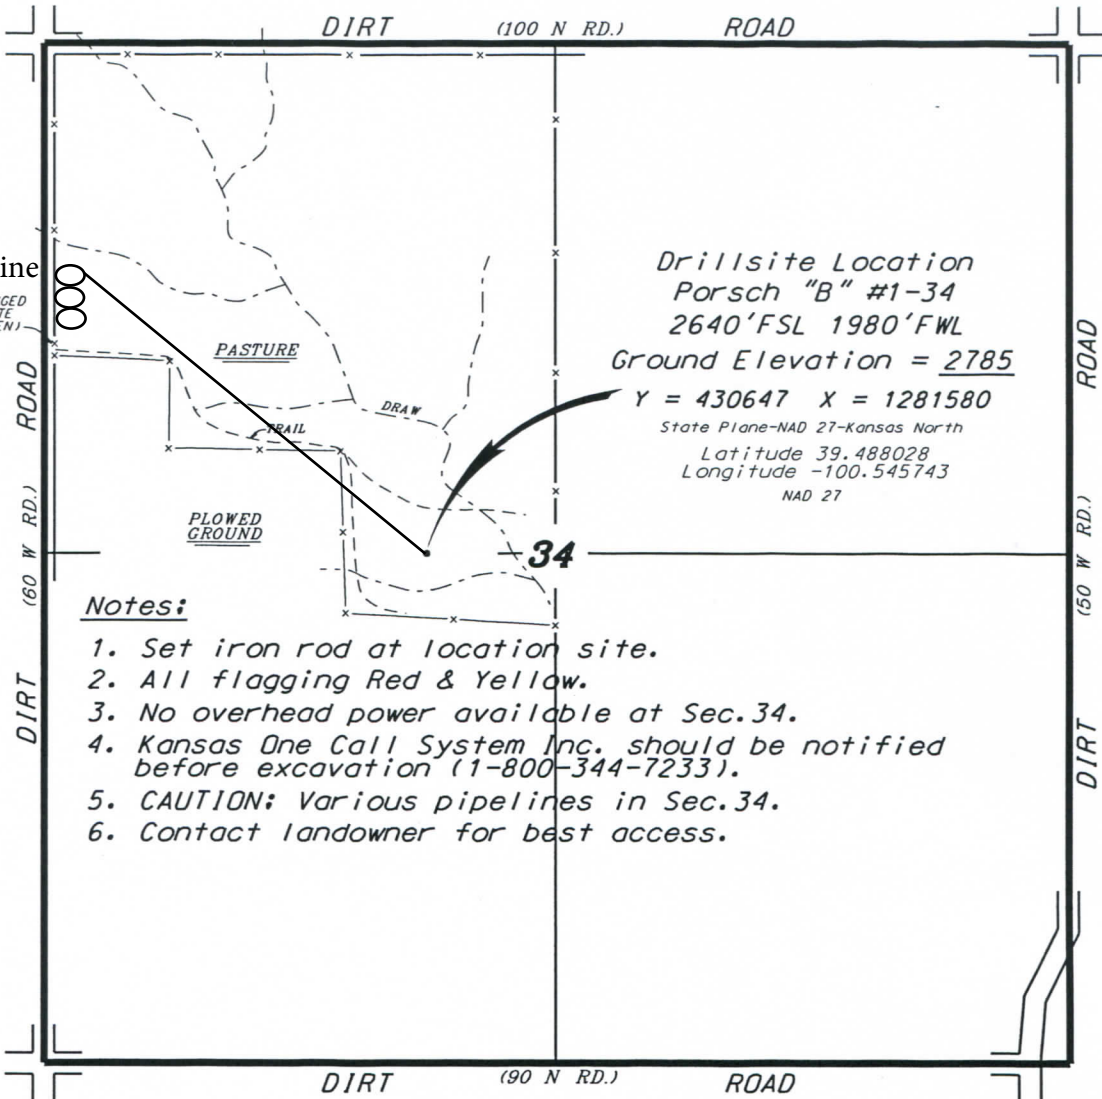 DIRT (100 N RD.) ROAD
Drillsite Location
Porsch "B" #1-34
2640'FSL 1980'FWL
Ground Elevation = 2785
Y = 430647 X = 1281580
State Plane-NAD 27-Kansas North
Latitude 39.488028
Longitude -100.545743
NAD 27
ine
GED
TE
EN)
PASTURE
DRAW
TRAIL
PLOWED
GROUND
34
ROAD
(60 W RD.)
DIRT
ROAD
(50 W RD.)
DIRT
Notes:
1. Set iron rod at location site.
2. All flagging Red & Yellow.
3. No overhead power available at Sec.34.
4. Kansas One Call System Inc. should be notified
before excavation (1-800-344-7233).
5. CAUTION: Various pipelines in Sec.34.
6. Contact landowner for best access.
DIRT (90 N RD.) ROAD